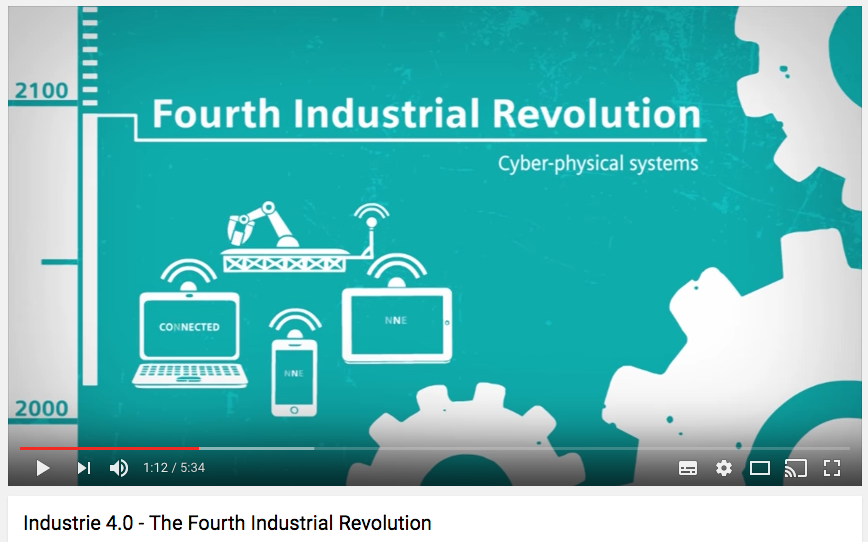 2100
Fourth Industrial Revolution
Cyber-physical systems
CONNECTED
NNE
NNE
2000
1:12 / 5:34
Industrie 4.0 - The Fourth Industrial Revolution